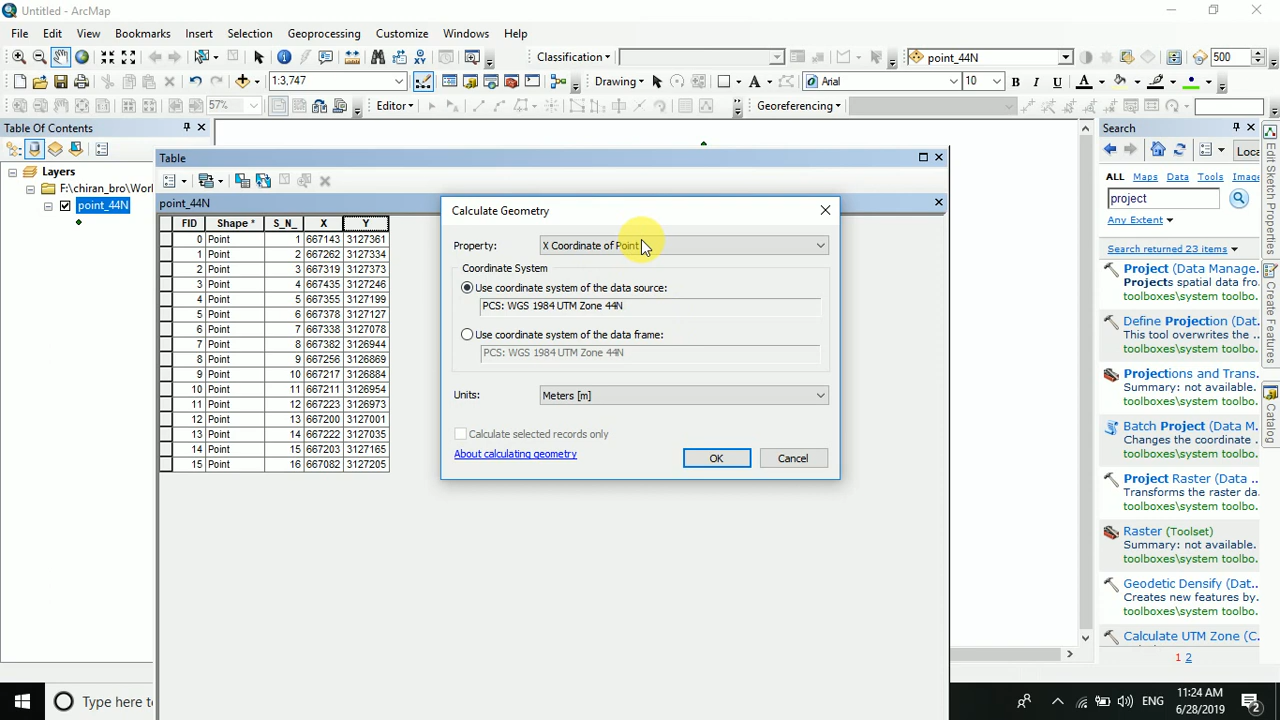 Untitled - ArcMap
File Edit View Bookmarks Insert Selection Geoprocessing Customize Windows Help
Classification point_44N 500
1:3,747 Drawing Arial 10 B I U A
57% Editor Georeferencing
Table Of Contents
Layers
F:\chiran_bro\Worl
point_44N
Table
point_44N
FID Shape * S_N_ X Y
0 Point 1 667143 3127361
1 Point 2 667262 3127334
2 Point 3 667319 3127373
3 Point 4 667435 3127246
4 Point 5 667355 3127199
5 Point 6 667378 3127127
6 Point 7 667338 3127078
7 Point 8 667382 3126944
8 Point 9 667256 3126869
9 Point 10 667217 3126884
10 Point 11 667211 3126954
11 Point 12 667223 3126973
12 Point 13 667200 3127001
13 Point 14 667222 3127035
14 Point 15 667203 3127165
15 Point 16 667082 3127205
Calculate Geometry
Property: X Coordinate of Point
Coordinate System
Use coordinate system of the data source:
PCS: WGS 1984 UTM Zone 44N
Use coordinate system of the data frame:
PCS: WGS 1984 UTM Zone 44N
Units: Meters [m]
Calculate selected records only
About calculating geometry
OK Cancel
Search
Loca
ALL Maps Data Tools Image
project
Any Extent
Search returned 23 items
Project (Data Manage..
Projects spatial data fro..
toolboxes\system toolbo..
Define Projection (Dat..
This tool overwrites the ..
toolboxes\system toolbo..
Projections and Trans..
Summary: not available.
toolboxes\system toolbo..
Batch Project (Data M..
Changes the coordinate ..
toolboxes\system toolbo..
Project Raster (Data ..
Transforms the raster da..
toolboxes\system toolbo..
Raster (Toolset)
Summary: not available.
toolboxes\system toolbo..
Geodetic Densify (Dat..
Creates new features by..
toolboxes\system toolbo..
Calculate UTM Zone (C..
1 2
Edit Sketch Properties
Create Features
Catalog
Type here to
ENG
11:24 AM
6/28/2019
2